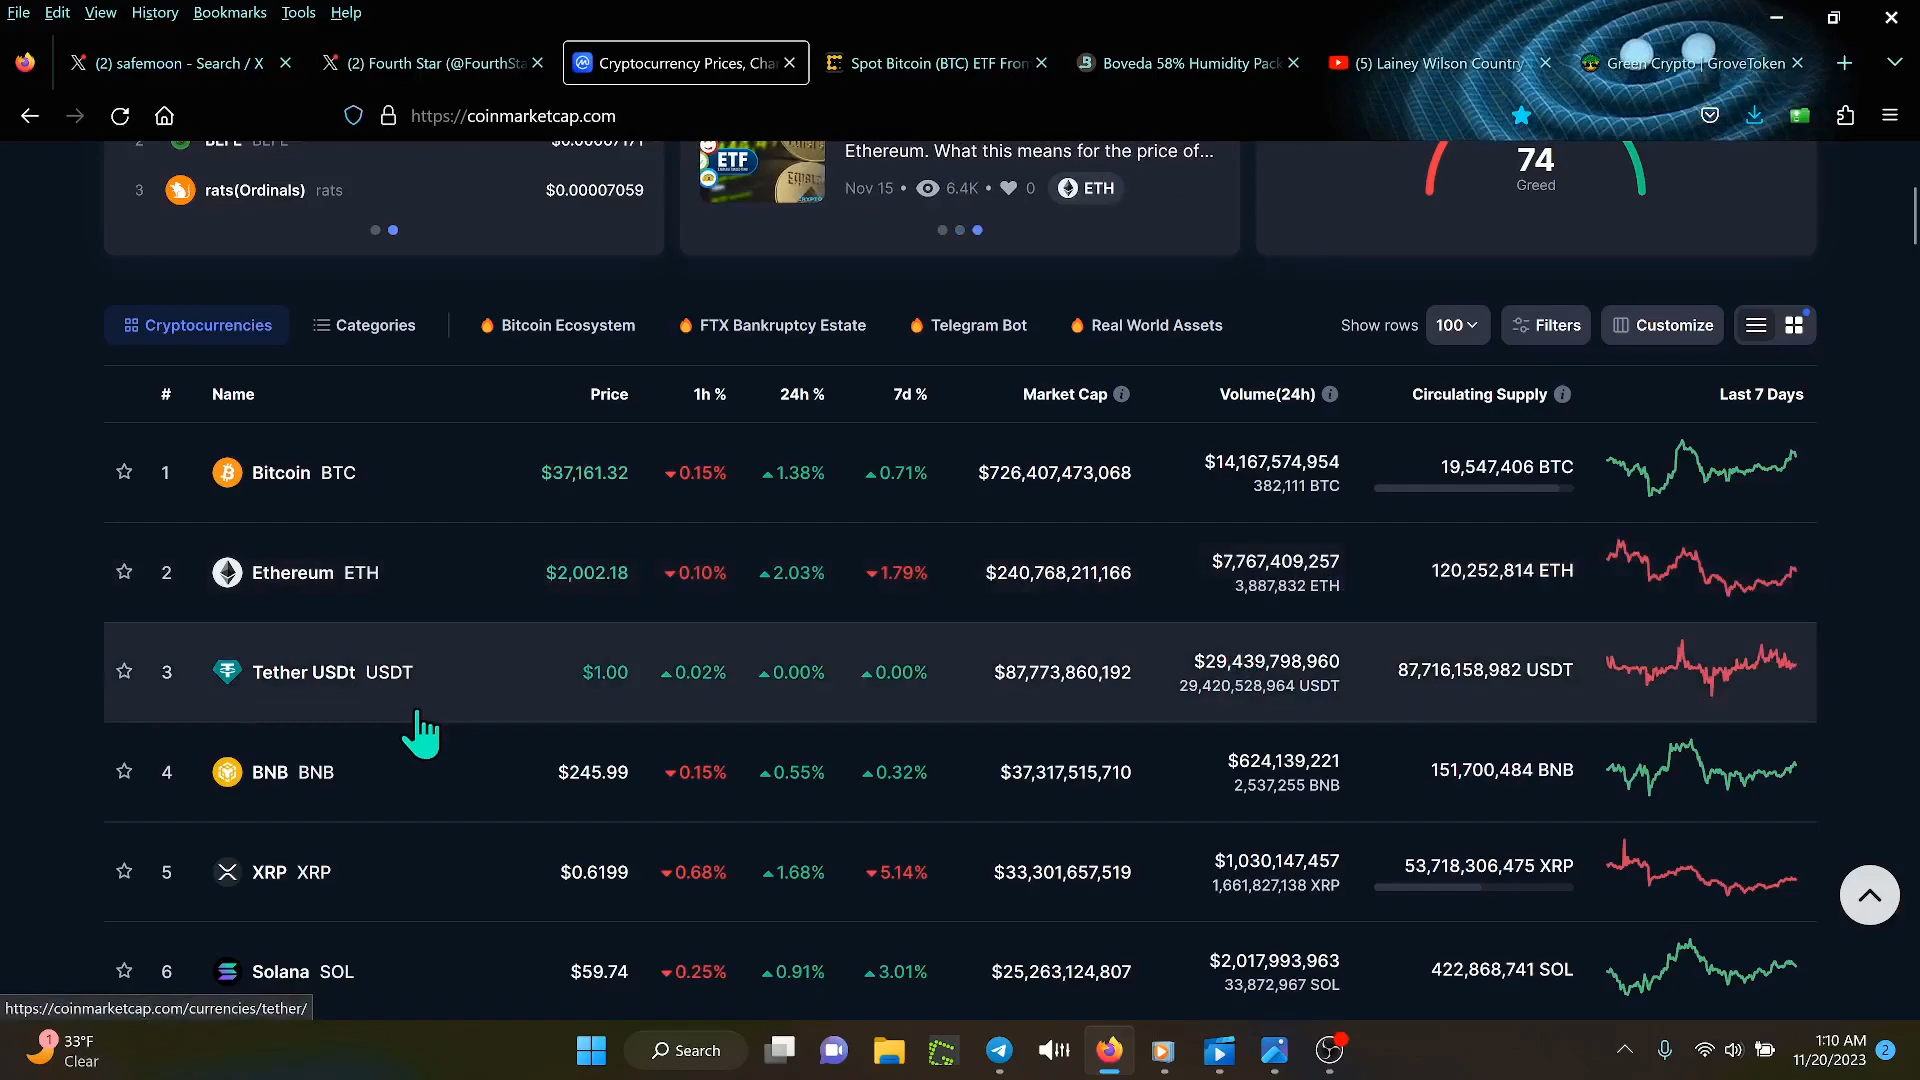 File Edit View History Bookmarks Tools Help
(2) safemoon - Search / X
(2) Fourth Star (@FourthSta
Cryptocurrency Prices, Char
Spot Bitcoin (BTC) ETF From
Boveda 58% Humidity Pack
(5) Lainey Wilson Country
Green Crypto | GroveToken
https://coinmarketcap.com
2 BEFE BEFE $0.00007171
3 rats(Ordinals) rats $0.00007059
ETF
Ethereum. What this means for the price of...
Nov 15 • 6.4K • 0 ETH
74
Greed
Cryptocurrencies Categories Bitcoin Ecosystem FTX Bankruptcy Estate Telegram Bot Real World Assets Show rows 100 Filters Customize
# Name Price 1h % 24h % 7d % Market Cap Volume(24h) Circulating Supply Last 7 Days
1 Bitcoin BTC $37,161.32 0.15% 1.38% 0.71% $726,407,473,068 $14,167,574,954 19,547,406 BTC
382,111 BTC
2 Ethereum ETH $2,002.18 0.10% 2.03% 1.79% $240,768,211,166 $7,767,409,257 120,252,814 ETH
3,887,832 ETH
3 Tether USDt USDT $1.00 0.02% 0.00% 0.00% $87,773,860,192 $29,439,798,960 87,716,158,982 USDT
29,420,528,964 USDT
4 BNB BNB $245.99 0.15% 0.55% 0.32% $37,317,515,710 $624,139,221 151,700,484 BNB
2,537,255 BNB
5 XRP XRP $0.6199 0.68% 1.68% 5.14% $33,301,657,519 $1,030,147,457 53,718,306,475 XRP
1,661,827,138 XRP
6 Solana SOL $59.74 0.25% 0.91% 3.01% $25,263,124,807 $2,017,993,963 422,868,741 SOL
33,872,967 SOL
https://coinmarketcap.com/currencies/tether/
1 33°F
Clear
Search
1:10 AM
11/20/2023
2